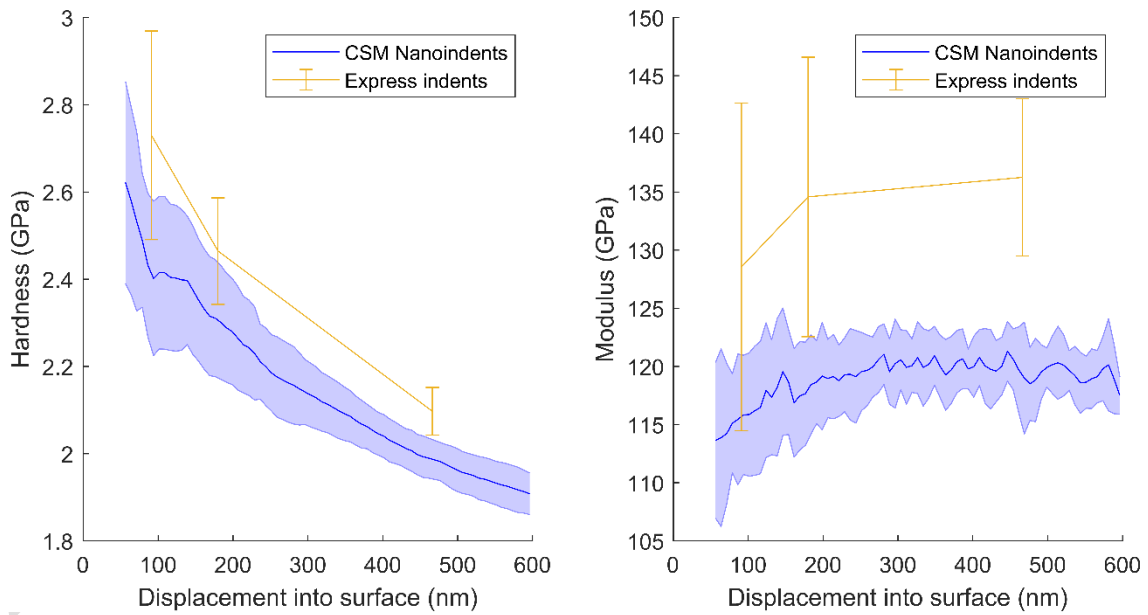 3
2.8
2.6
2.4
2.2
2
1.8
Hardness (GPa)
0 100 200 300 400 500 600
Displacement into surface (nm)
CSM Nanoindents
Express indents
150
145
140
135
130
125
120
115
110
105
Modulus (GPa)
0 100 200 300 400 500 600
Displacement into surface (nm)
CSM Nanoindents
Express indents